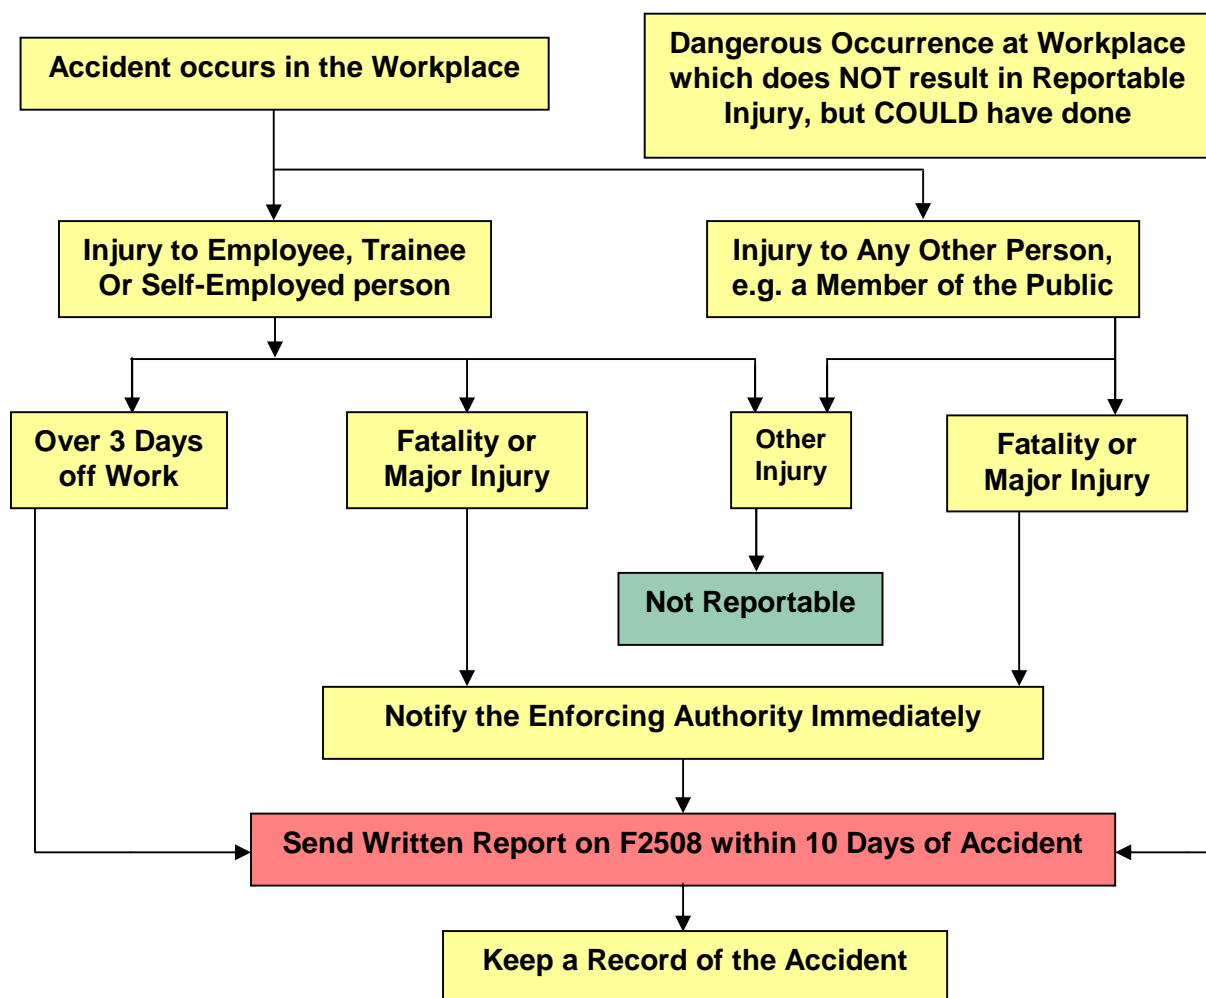 Accident occurs in the Workplace
Dangerous Occurrence at Workplace
which does NOT result in Reportable
Injury, but COULD have done
Injury to Employee, Trainee
Or Self-Employed person
Injury to Any Other Person,
e.g. a Member of the Public
Over 3 Days
off Work
Fatality or
Major Injury
Other
Injury
Fatality or
Major Injury
Not Reportable
Notify the Enforcing Authority Immediately
Send Written Report on F2508 within 10 Days of Accident
Keep a Record of the Accident